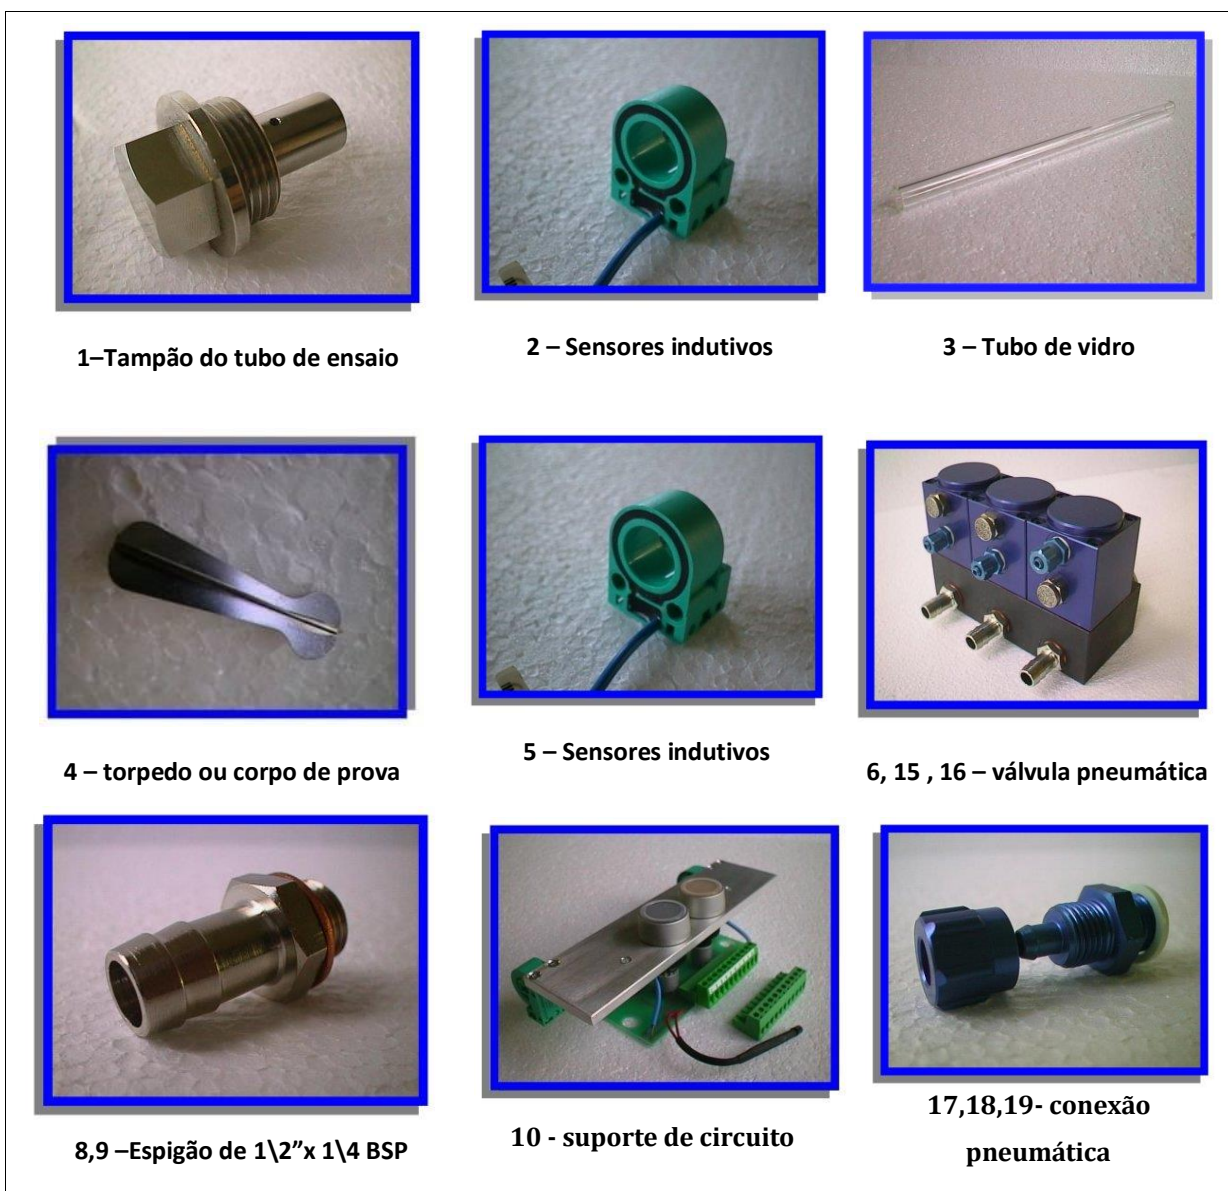 1–Tampão do tubo de ensaio
2 – Sensores indutivos
3 – Tubo de vidro
4 – torpedo ou corpo de prova
5 – Sensores indutivos
6, 15 , 16 – válvula pneumática
8,9 –Espigão de 1\2”x 1\4 BSP
10 - suporte de circuito
17,18,19- conexão
pneumática